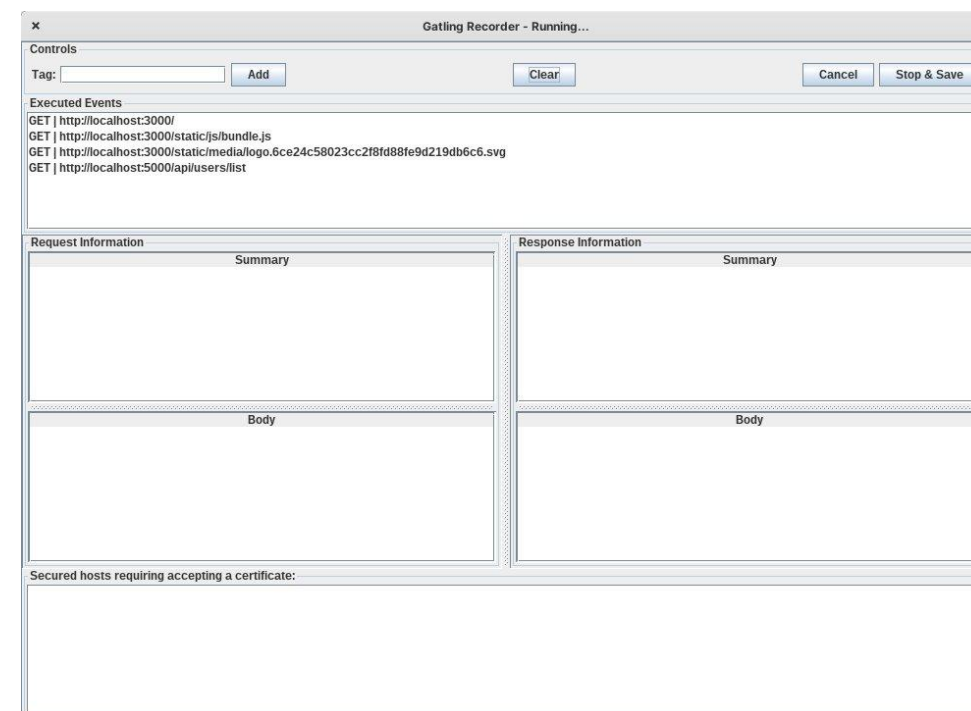 × Gatling Recorder - Running...
Controls
Tag: Add Clear Cancel Stop & Save
Executed Events
GET | http://localhost:3000/
GET | http://localhost:3000/static/js/bundle.js
GET | http://localhost:3000/static/media/logo.6ce24c58023cc2f8fd88fe9d219db6c6.svg
GET | http://localhost:5000/api/users/list
Request Information Response Information
Summary Summary
Body Body
Secured hosts requiring accepting a certificate: